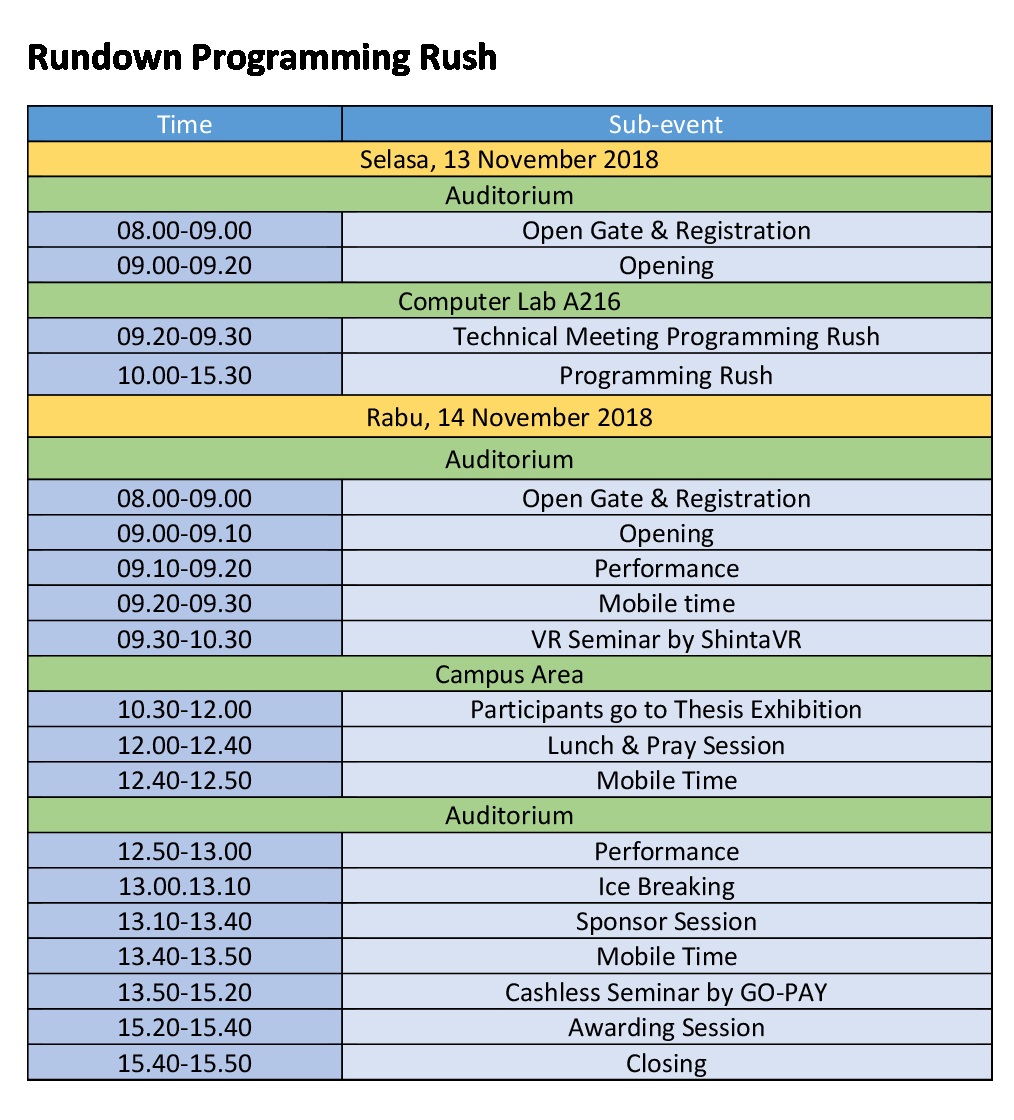 Rundown Programming Rush
Time Sub-event
Selasa, 13 November 2018
Auditorium
08.00-09.00 Open Gate & Registration
09.00-09.20 Opening
Computer Lab A216
09.20-09.30 Technical Meeting Programming Rush
10.00-15.30 Programming Rush
Rabu, 14 November 2018
Auditorium
08.00-09.00 Open Gate & Registration
09.00-09.10 Opening
09.10-09.20 Performance
09.20-09.30 Mobile time
09.30-10.30 VR Seminar by ShintaVR
Campus Area
10.30-12.00 Participants go to Thesis Exhibition
12.00-12.40 Lunch & Pray Session
12.40-12.50 Mobile Time
Auditorium
12.50-13.00 Performance
13.00.13.10 Ice Breaking
13.10-13.40 Sponsor Session
13.40-13.50 Mobile Time
13.50-15.20 Cashless Seminar by GO-PAY
15.20-15.40 Awarding Session
15.40-15.50 Closing